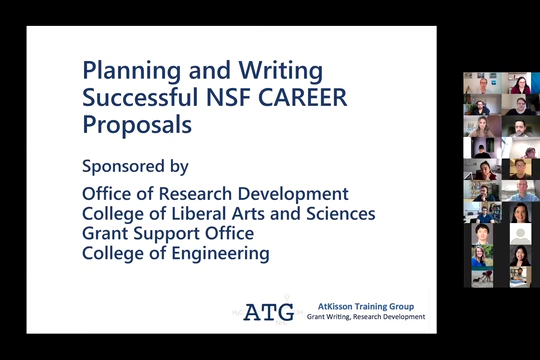 Planning and Writing
Successful NSF CAREER
Proposals
Sponsored by
Office of Research Development
College of Liberal Arts and Sciences
Grant Support Office
College of Engineering
ATG
AtKisson Training Group
Grant Writing, Research Development